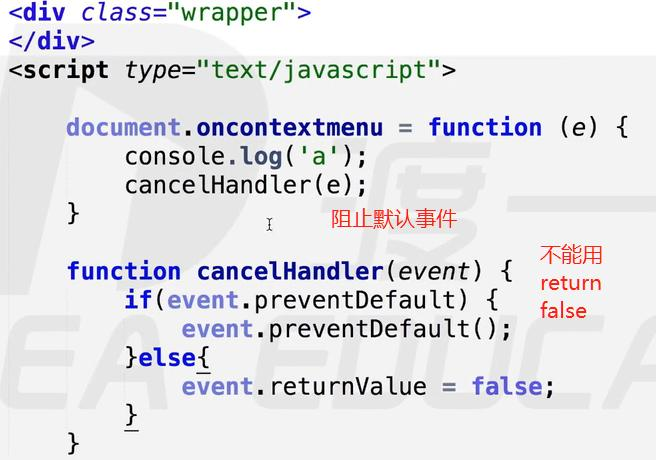 <div class="wrapper">
</div>
<script type="text/javascript">
document.oncontextmenu = function (e) {
console.log('a');
cancelHandler(e);
}
阻止默认事件
function cancelHandler(event) {
不能用
return
false
if(event.preventDefault) {
event.preventDefault();
}else{
event.returnValue = false;
}
}